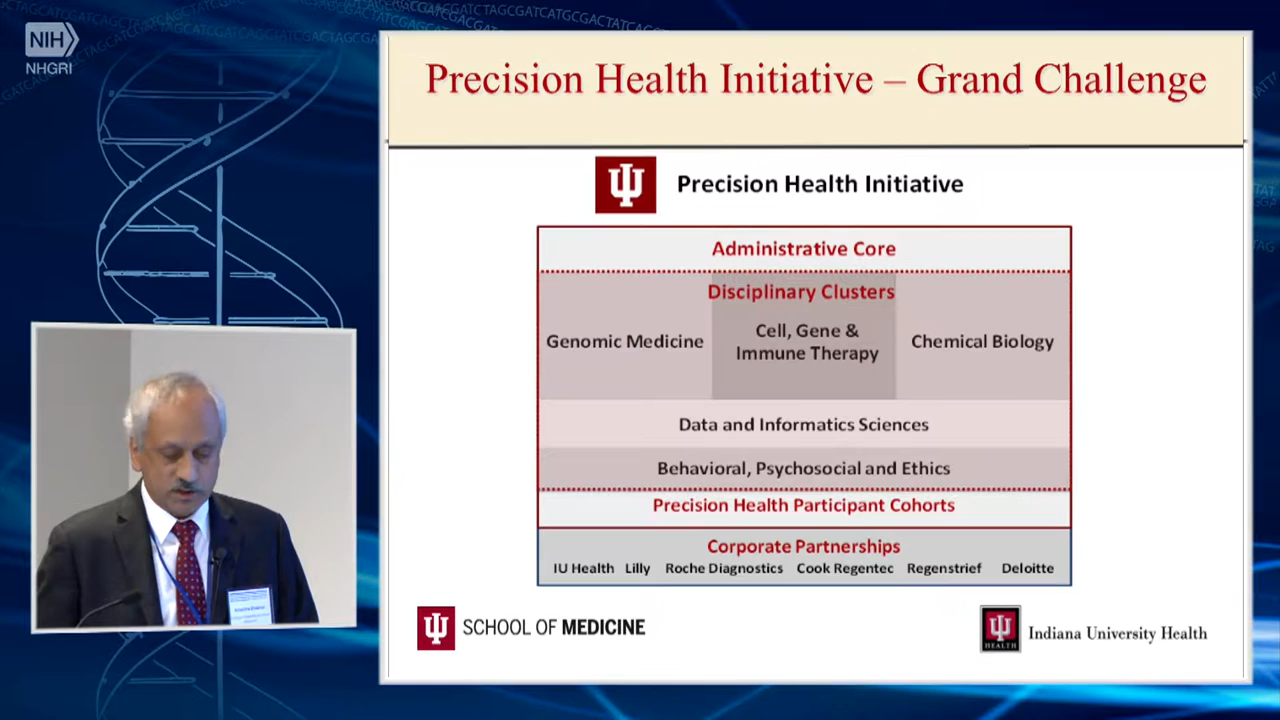 NIH
NHGRI
Precision Health Initiative – Grand Challenge
Precision Health Initiative
Administrative Core
Disciplinary Clusters
Genomic Medicine
Cell, Gene &
Immune Therapy
Chemical Biology
Data and Informatics Sciences
Behavioral, Psychosocial and Ethics
Precision Health Participant Cohorts
Corporate Partnerships
IU Health Lilly Roche Diagnostics Cook Regentec Regenstrief Deloitte
SCHOOL OF MEDICINE
HEALTH
Indiana University Health